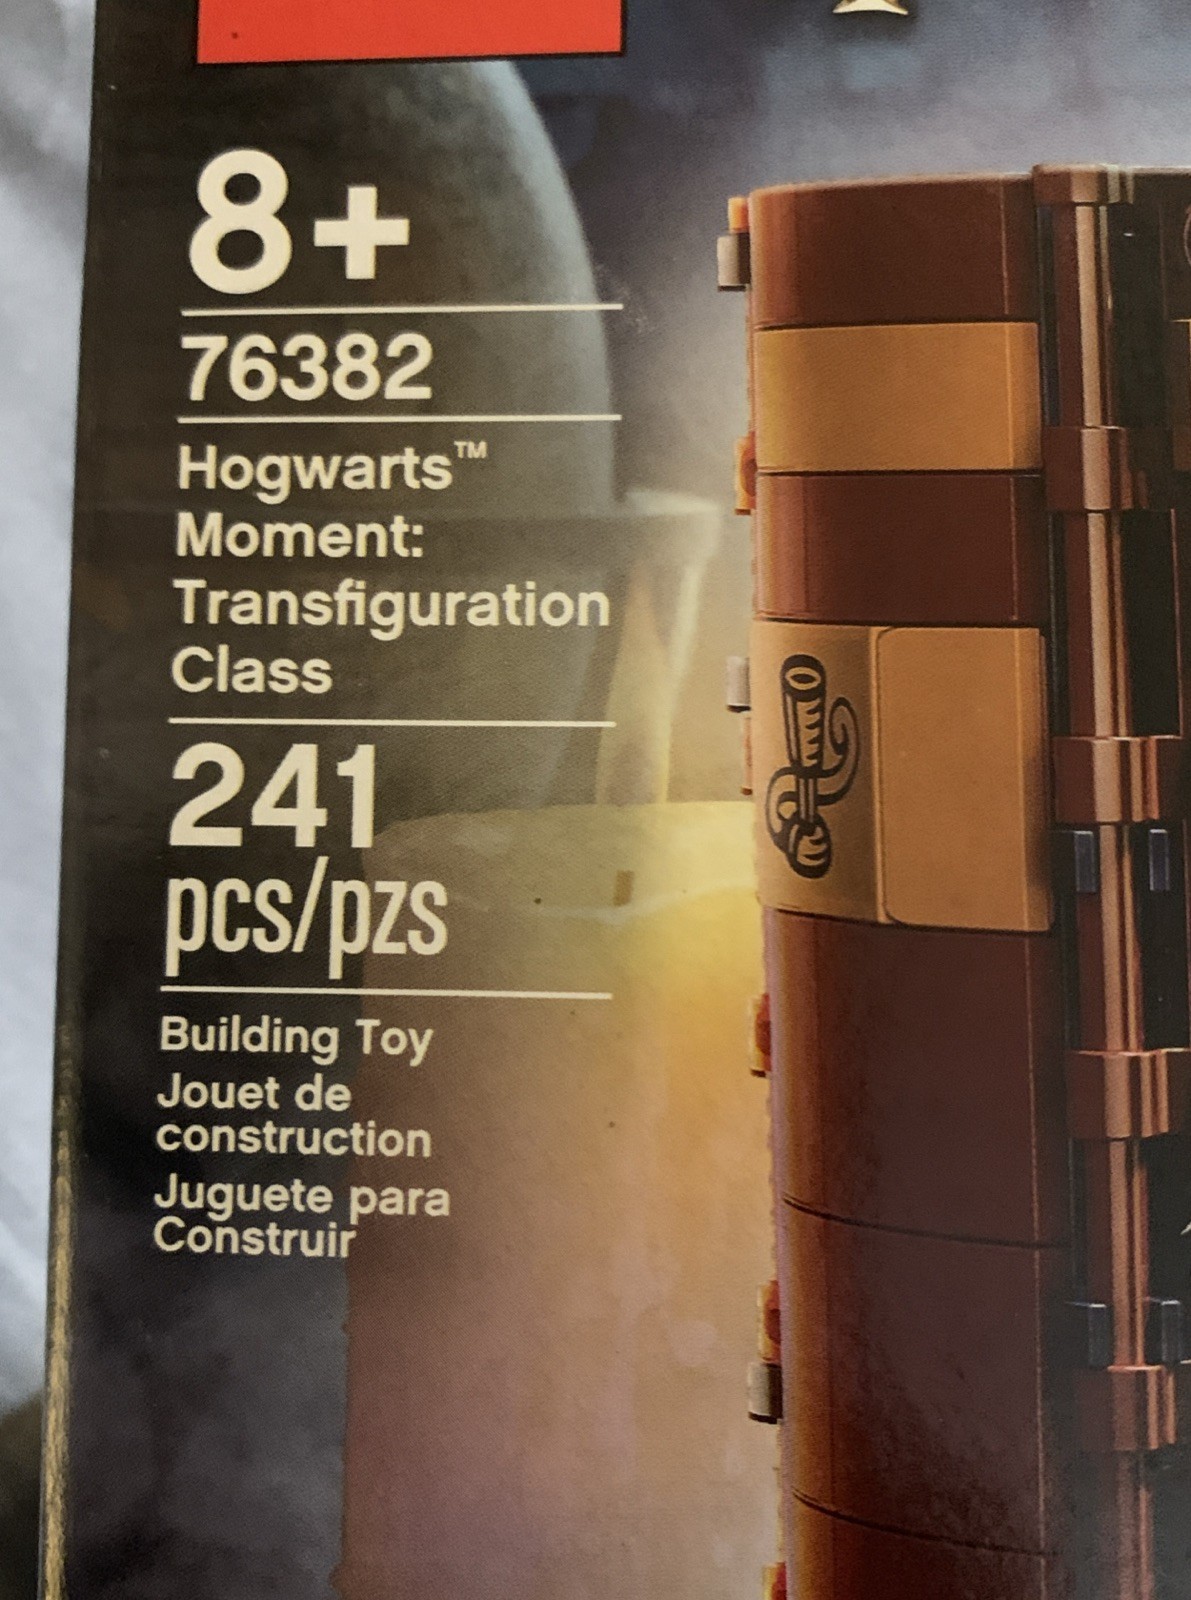 8+
76382
Hogwarts™
Moment:
Transfiguration
Class
241
pcs/pzs
Building Toy
Jouet de
construction
Juguete para
Construir